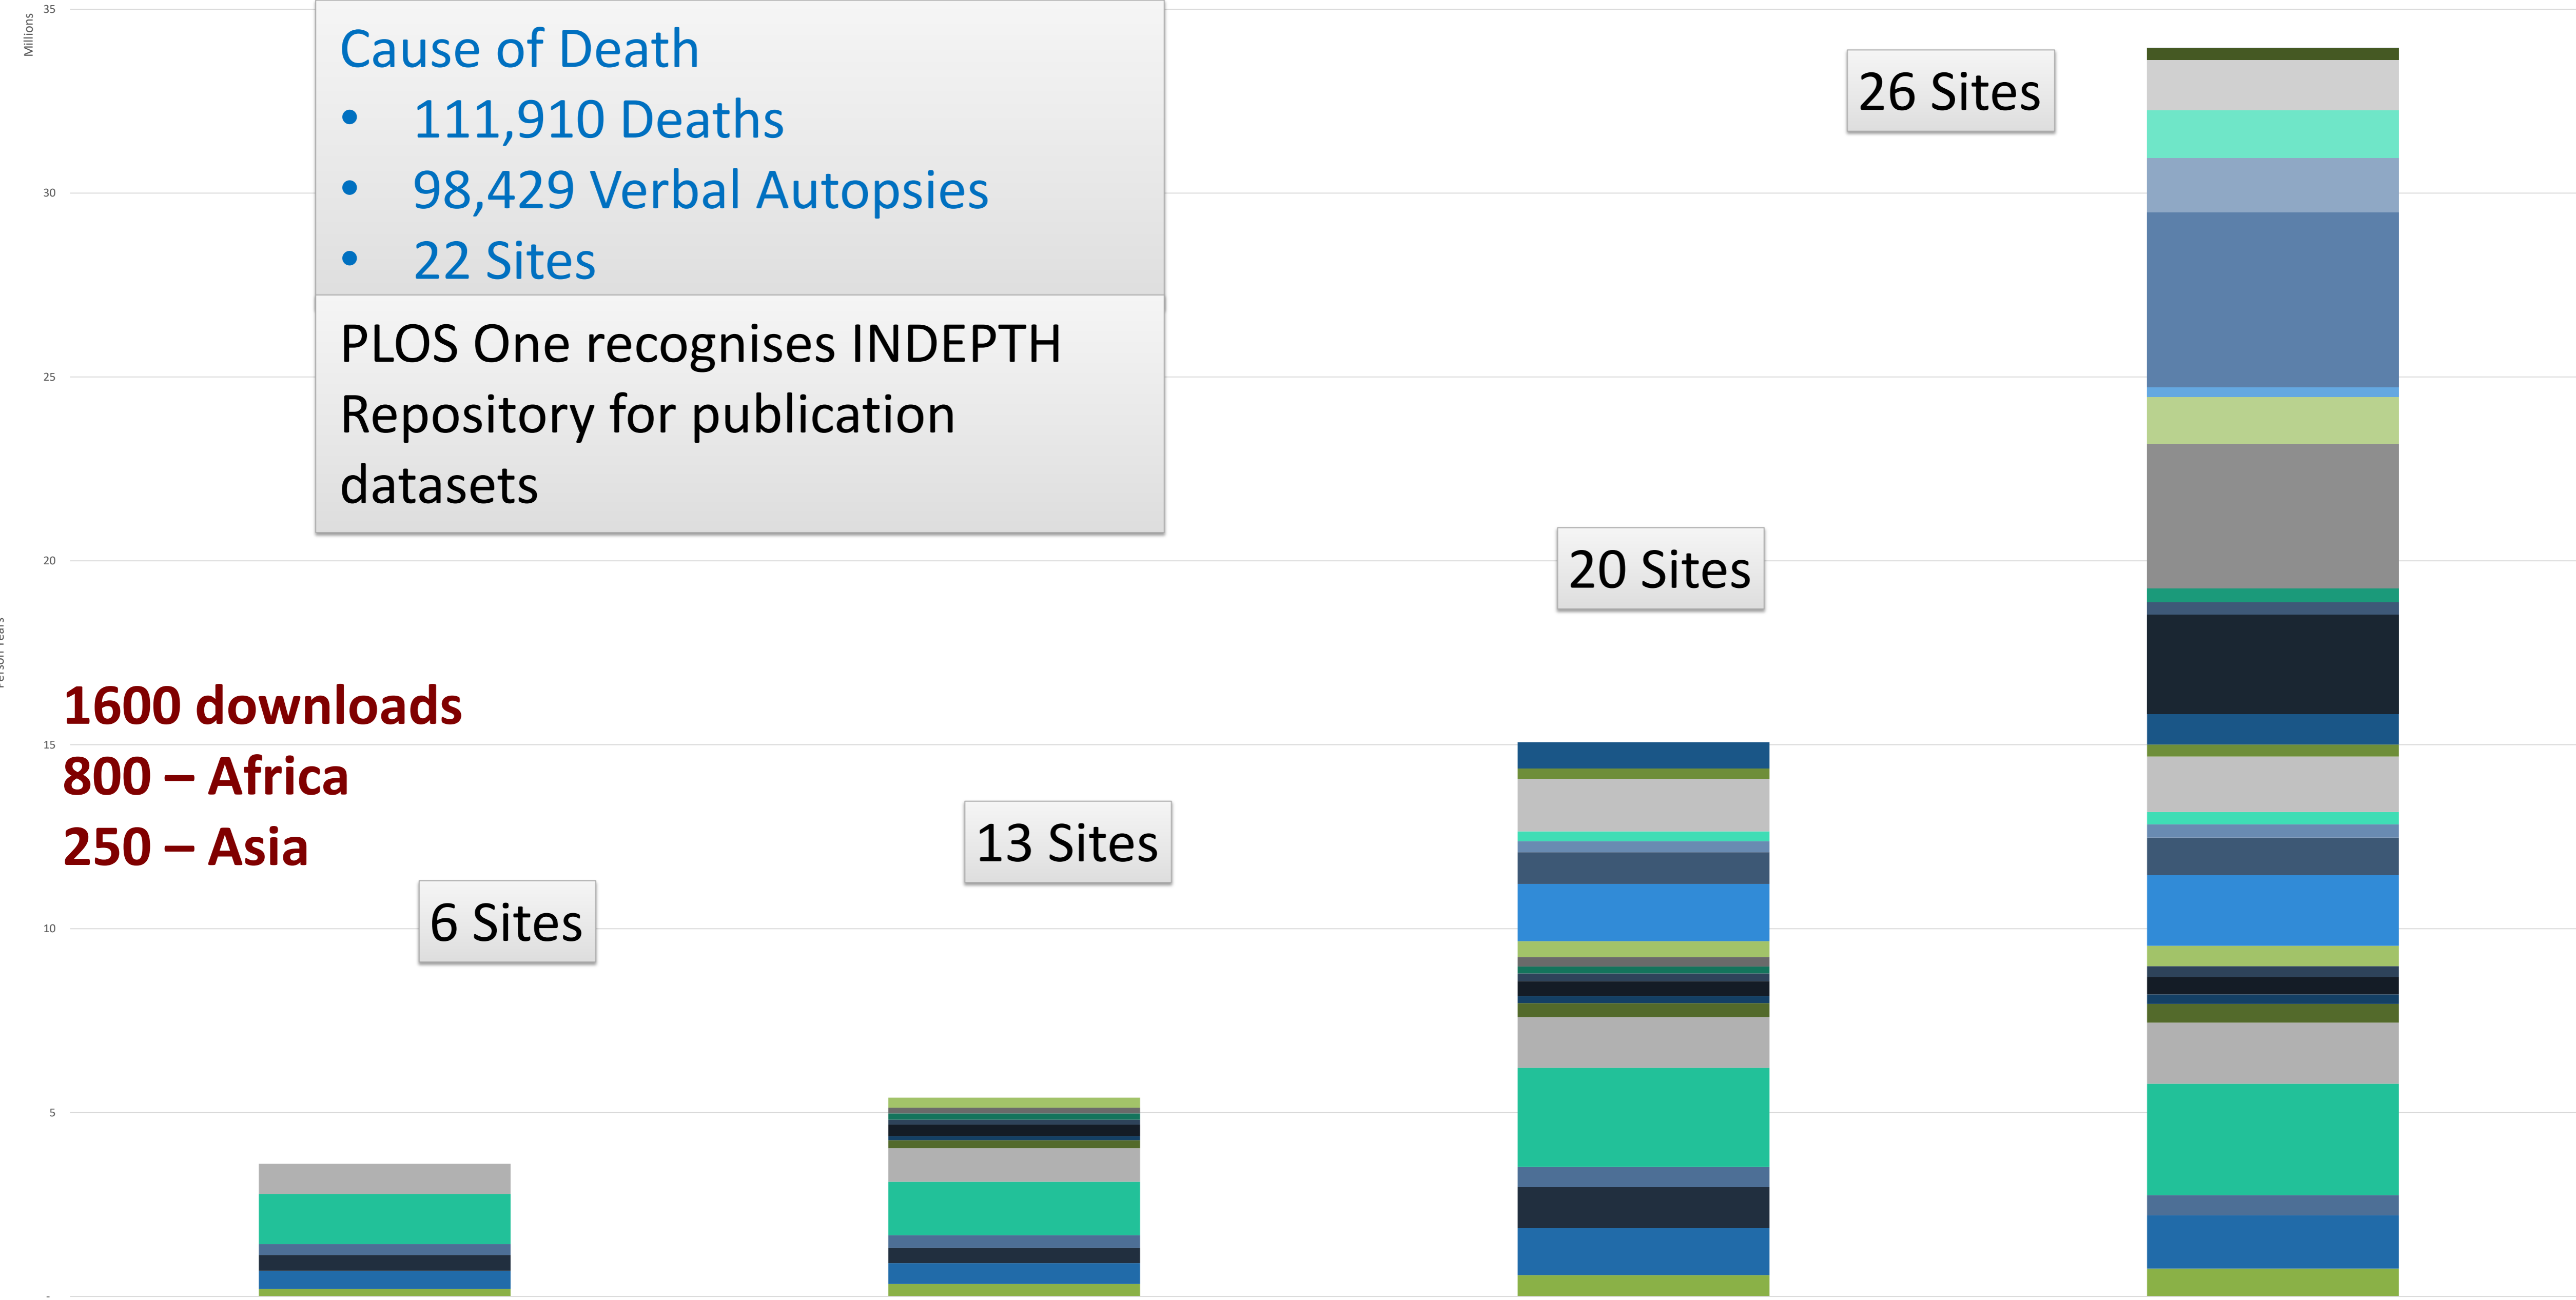 Millions
35
30
25
20
15
10
5
-
Cause of Death
• 111,910 Deaths
• 98,429 Verbal Autopsies
• 22 Sites
PLOS One recognises INDEPTH
Repository for publication
datasets
26 Sites
20 Sites
1600 downloads
800 – Africa
250 – Asia
13 Sites
6 Sites